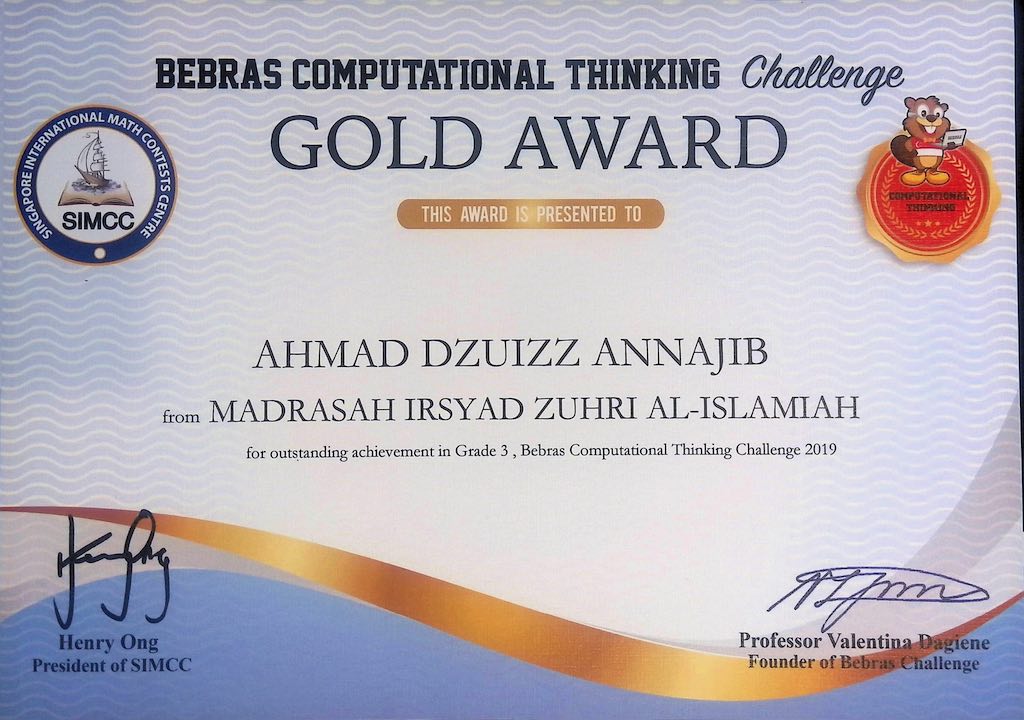 BEBRAS COMPUTATIONAL THINKING Challenge
GOLD AWARD
SINGAPORE INTERNATIONAL MATH CONTESTS CENTRE
SIMCC
COMPUTATIONAL
THINKING
THIS AWARD IS PRESENTED TO
AHMAD DZUIZZ ANNAJIB
from MADRASAH IRSYAD ZUHRI AL-ISLAMIAH
for outstanding achievement in Grade 3 , Bebras Computational Thinking Challenge 2019
Henry Ong
President of SIMCC
Professor Valentina Dagiene
Founder of Bebras Challenge